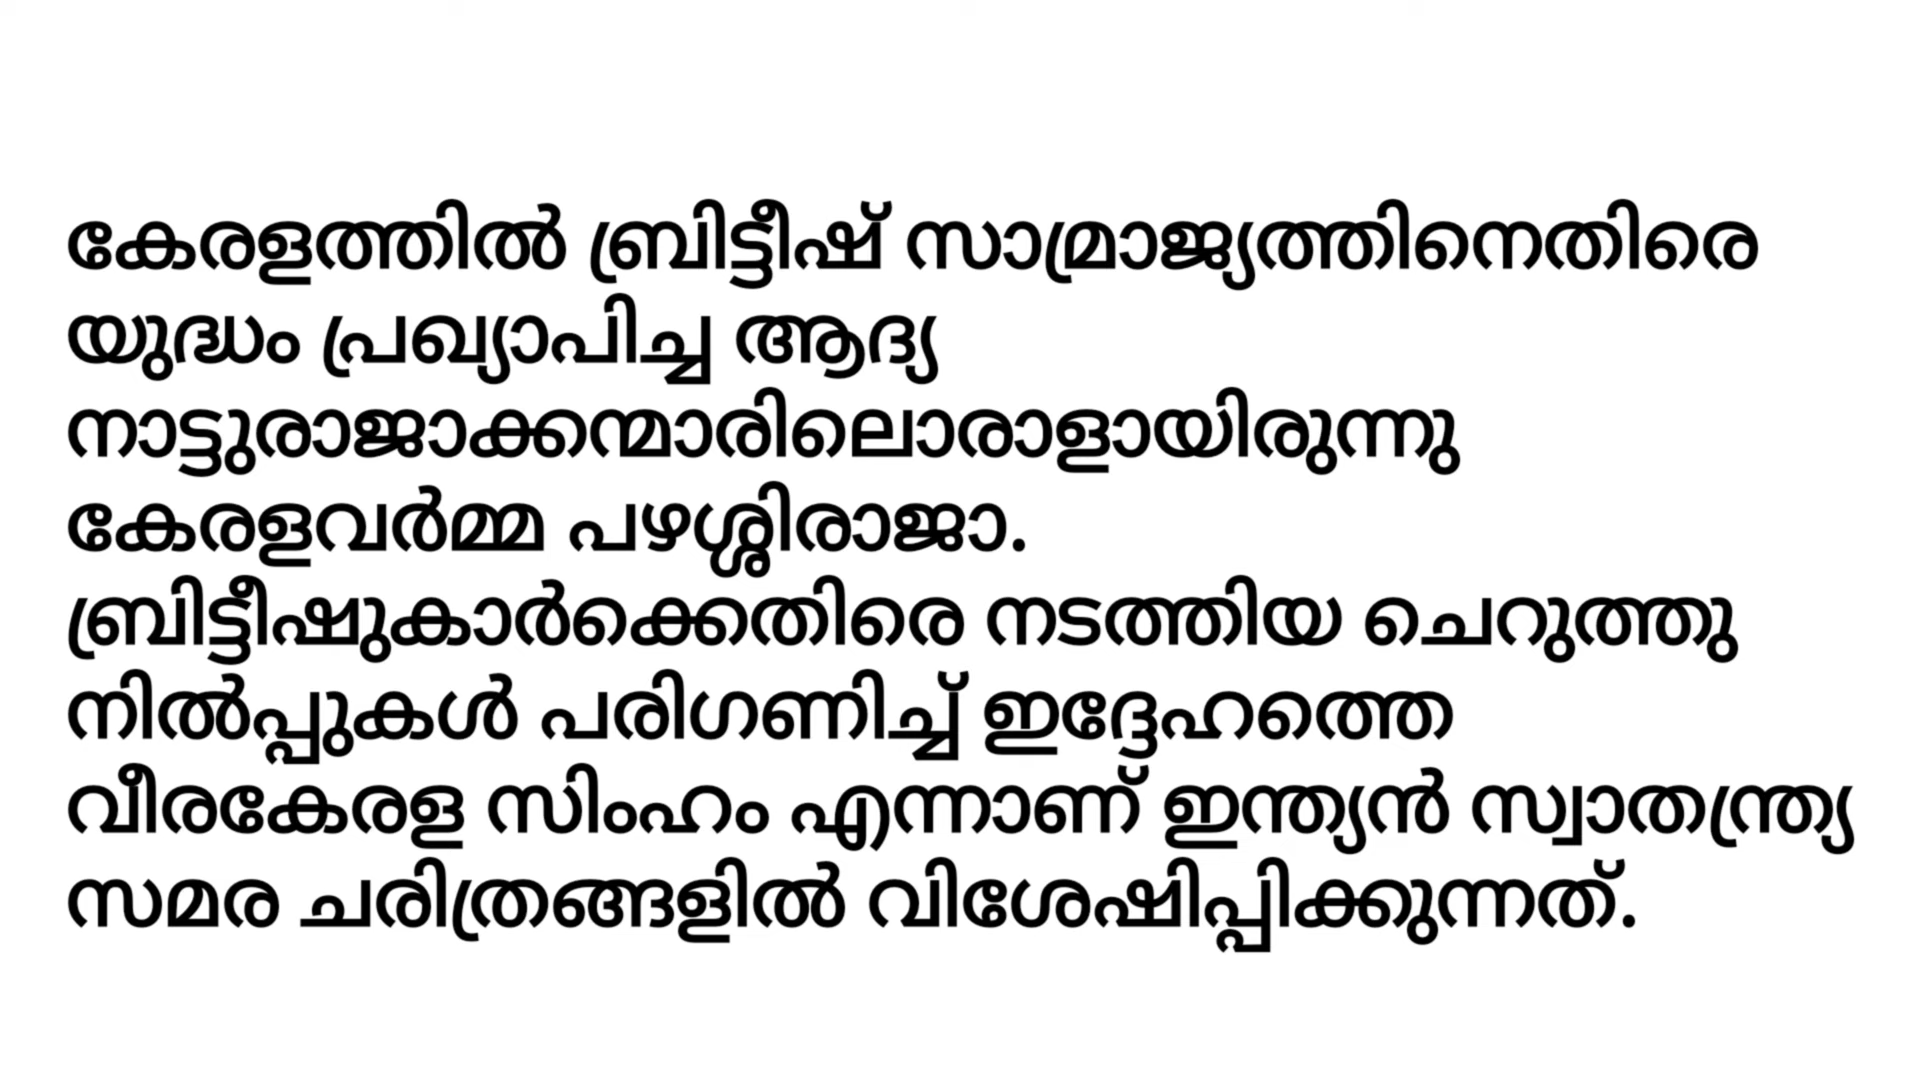 കേരളത്തിൽ ബ്രിട്ടീഷ് സാമ്രാജ്യത്തിനെതിരെ
യുദ്ധം പ്രഖ്യാപിച്ച ആദ്യ
നാട്ടുരാജാക്കന്മാരിലൊരാളായിരുന്നു
കേരളവർമ്മ പഴശ്ശിരാജാ.
ബ്രിട്ടീഷുകാർക്കെതിരെ നടത്തിയ ചെറുത്തു
നിൽപ്പുകൾ പരിഗണിച്ച് ഇദ്ദേഹത്തെ
വീരകേരള സിംഹം എന്നാണ് ഇന്ത്യൻ സ്വാതന്ത്ര്യ
സമര ചരിത്രങ്ങളിൽ വിശേഷിപ്പിക്കുന്നത്.